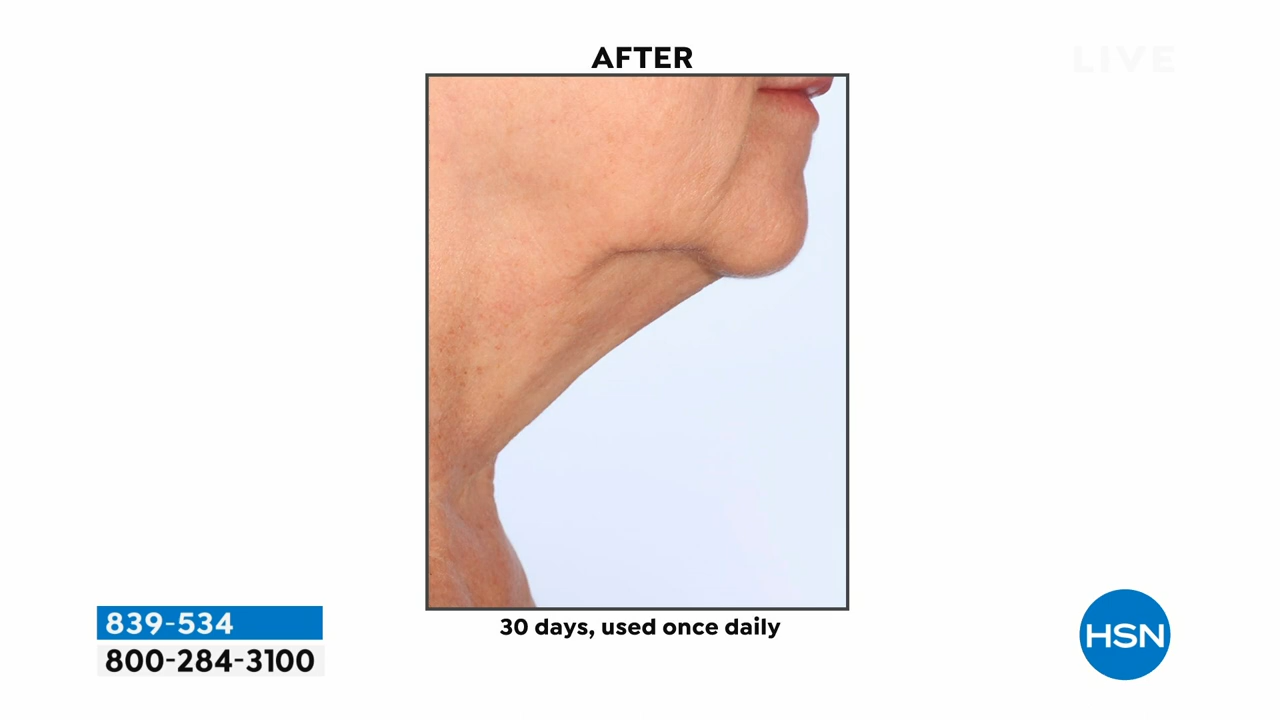 AFTER
LIVE
30 days, used once daily
839-534
800-284-3100
HSN